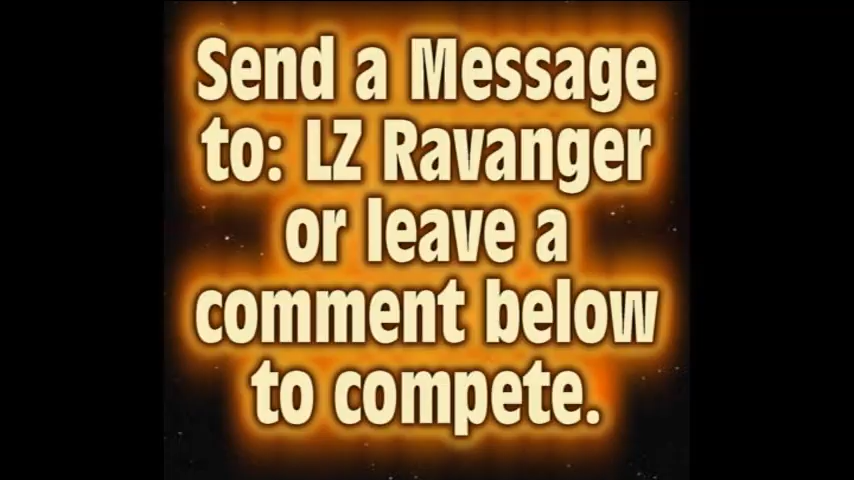 Send a Message
to: LZ Ravanger
or leave a
comment below
to compete.